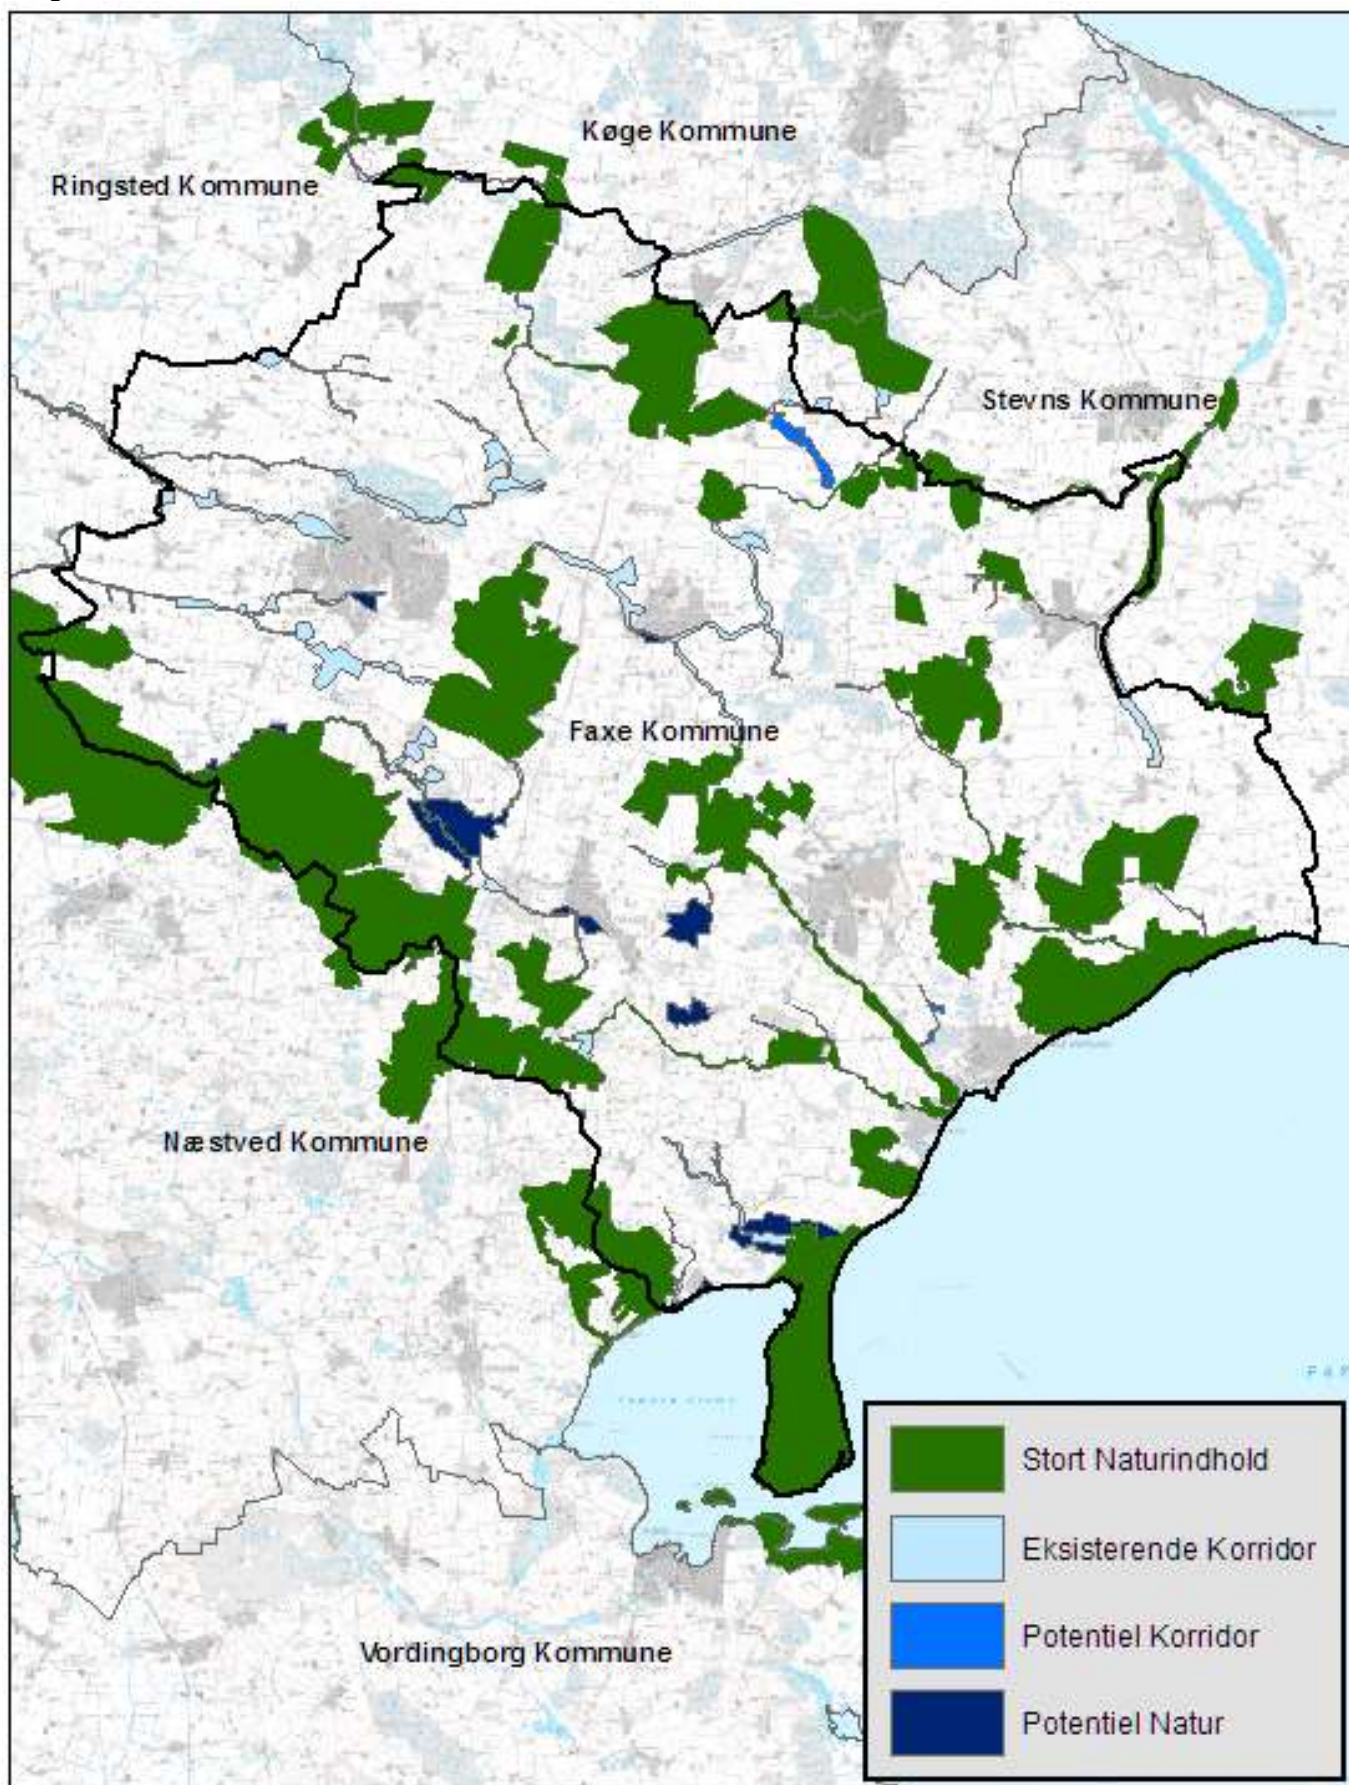 Køge Kommune
Ringsted Kommune
Stevns Kommune
Faxe Kommune
Næstved Kommune
Vordingborg Kommune
Stort Naturindhold
Eksisterende Korridor
Potentiel Korridor
Potentiel Natur